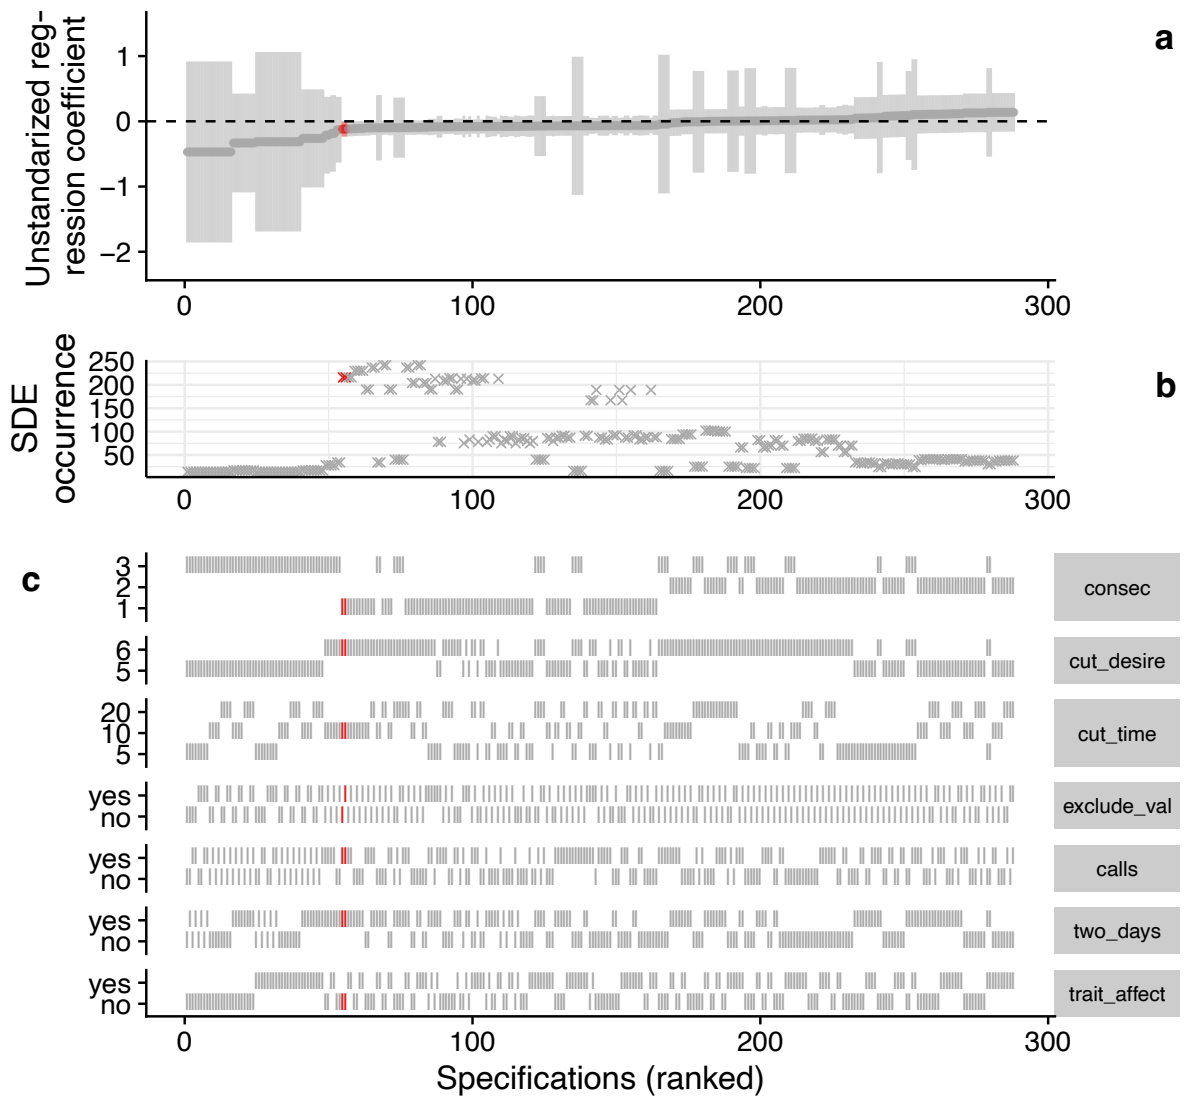 a
Unstandarized reg-
ression coefficient
1
0
−1
−2
0 100 200 300
b
SDE
occurrence
250
200
150
100
50
0 100 200 300
c
3
2
1
consec
6
5
cut_desire
20
10
5
cut_time
yes
no
exclude_val
yes
no
calls
yes
no
two_days
yes
no
trait_affect
0 100 200 300
Specifications (ranked)